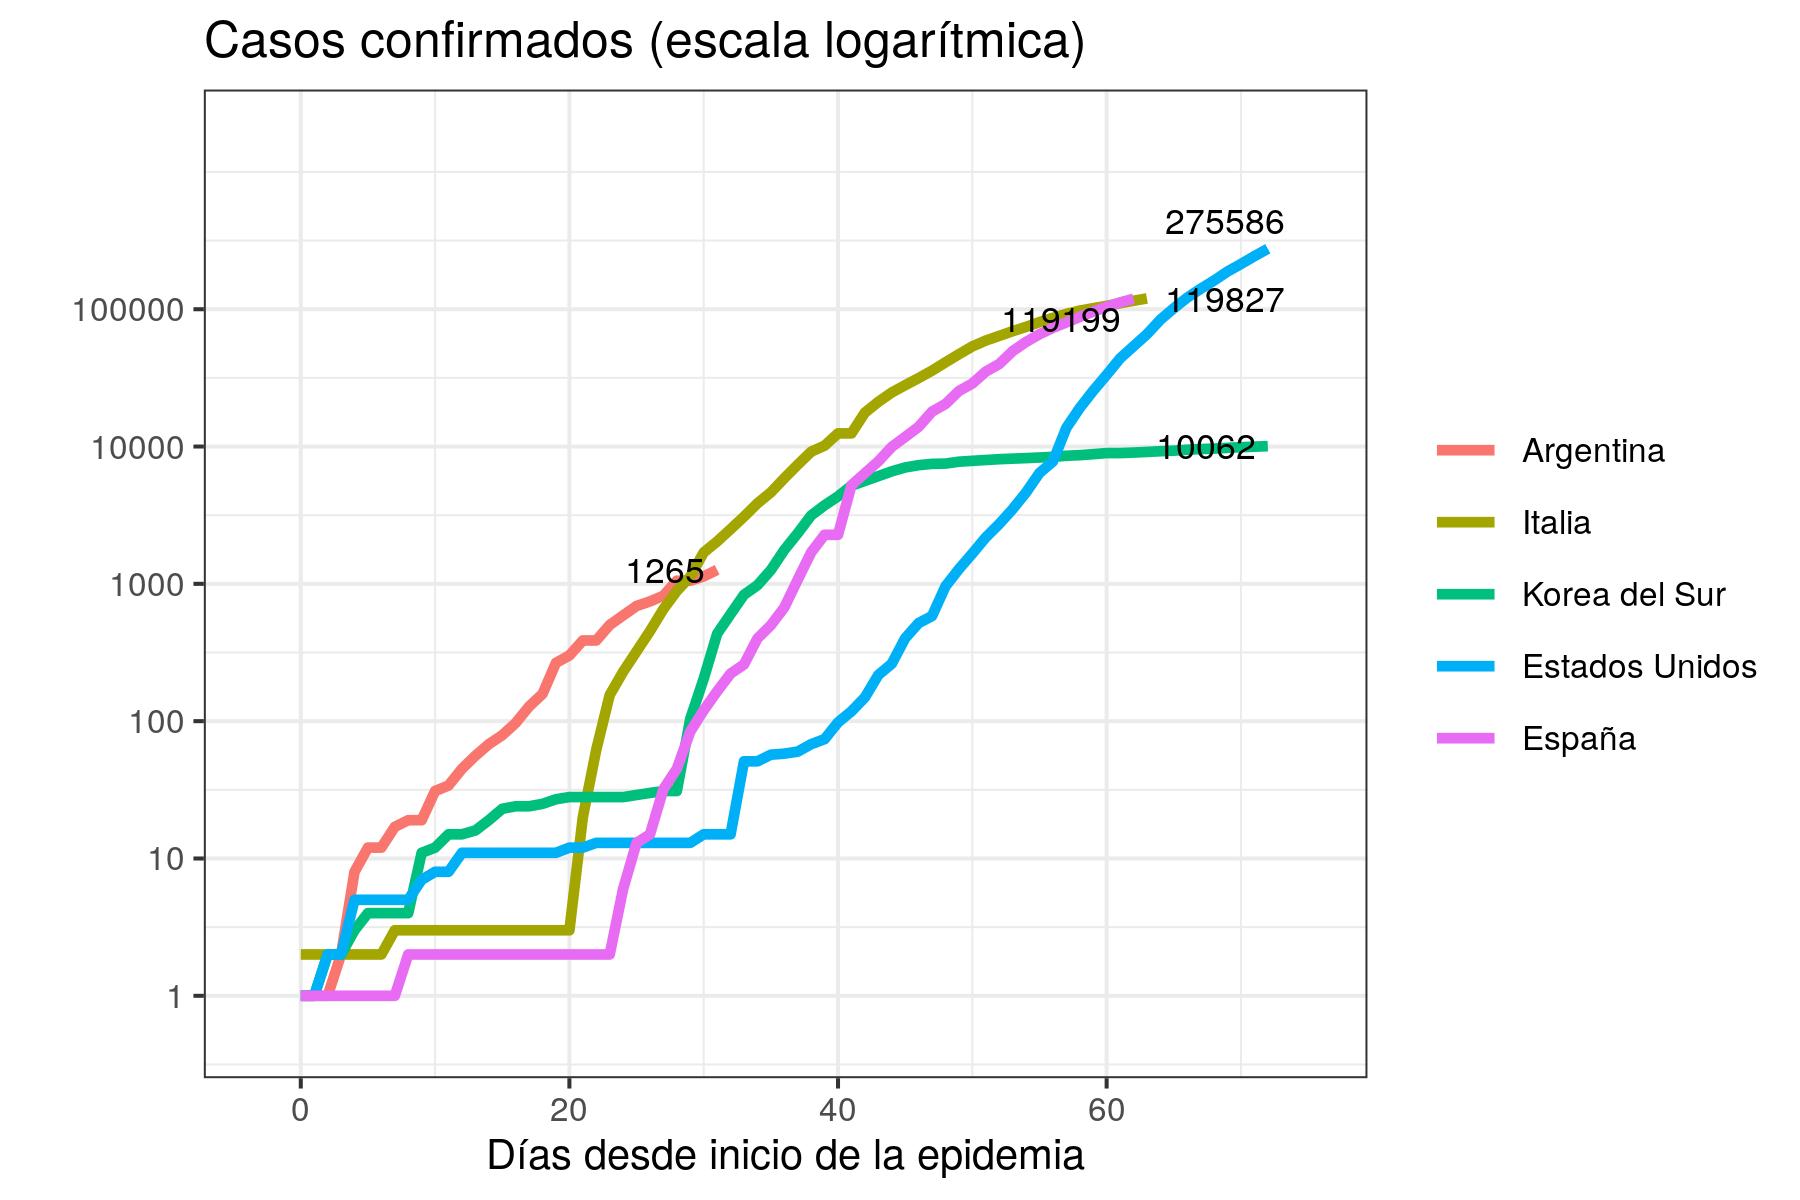 Casos confirmados (escala logarítmica)
275586
119827
119199
10062
1265
100000
10000
1000
100
10
1
0 20 40 60
Días desde inicio de la epidemia
Argentina
Italia
Korea del Sur
Estados Unidos
España